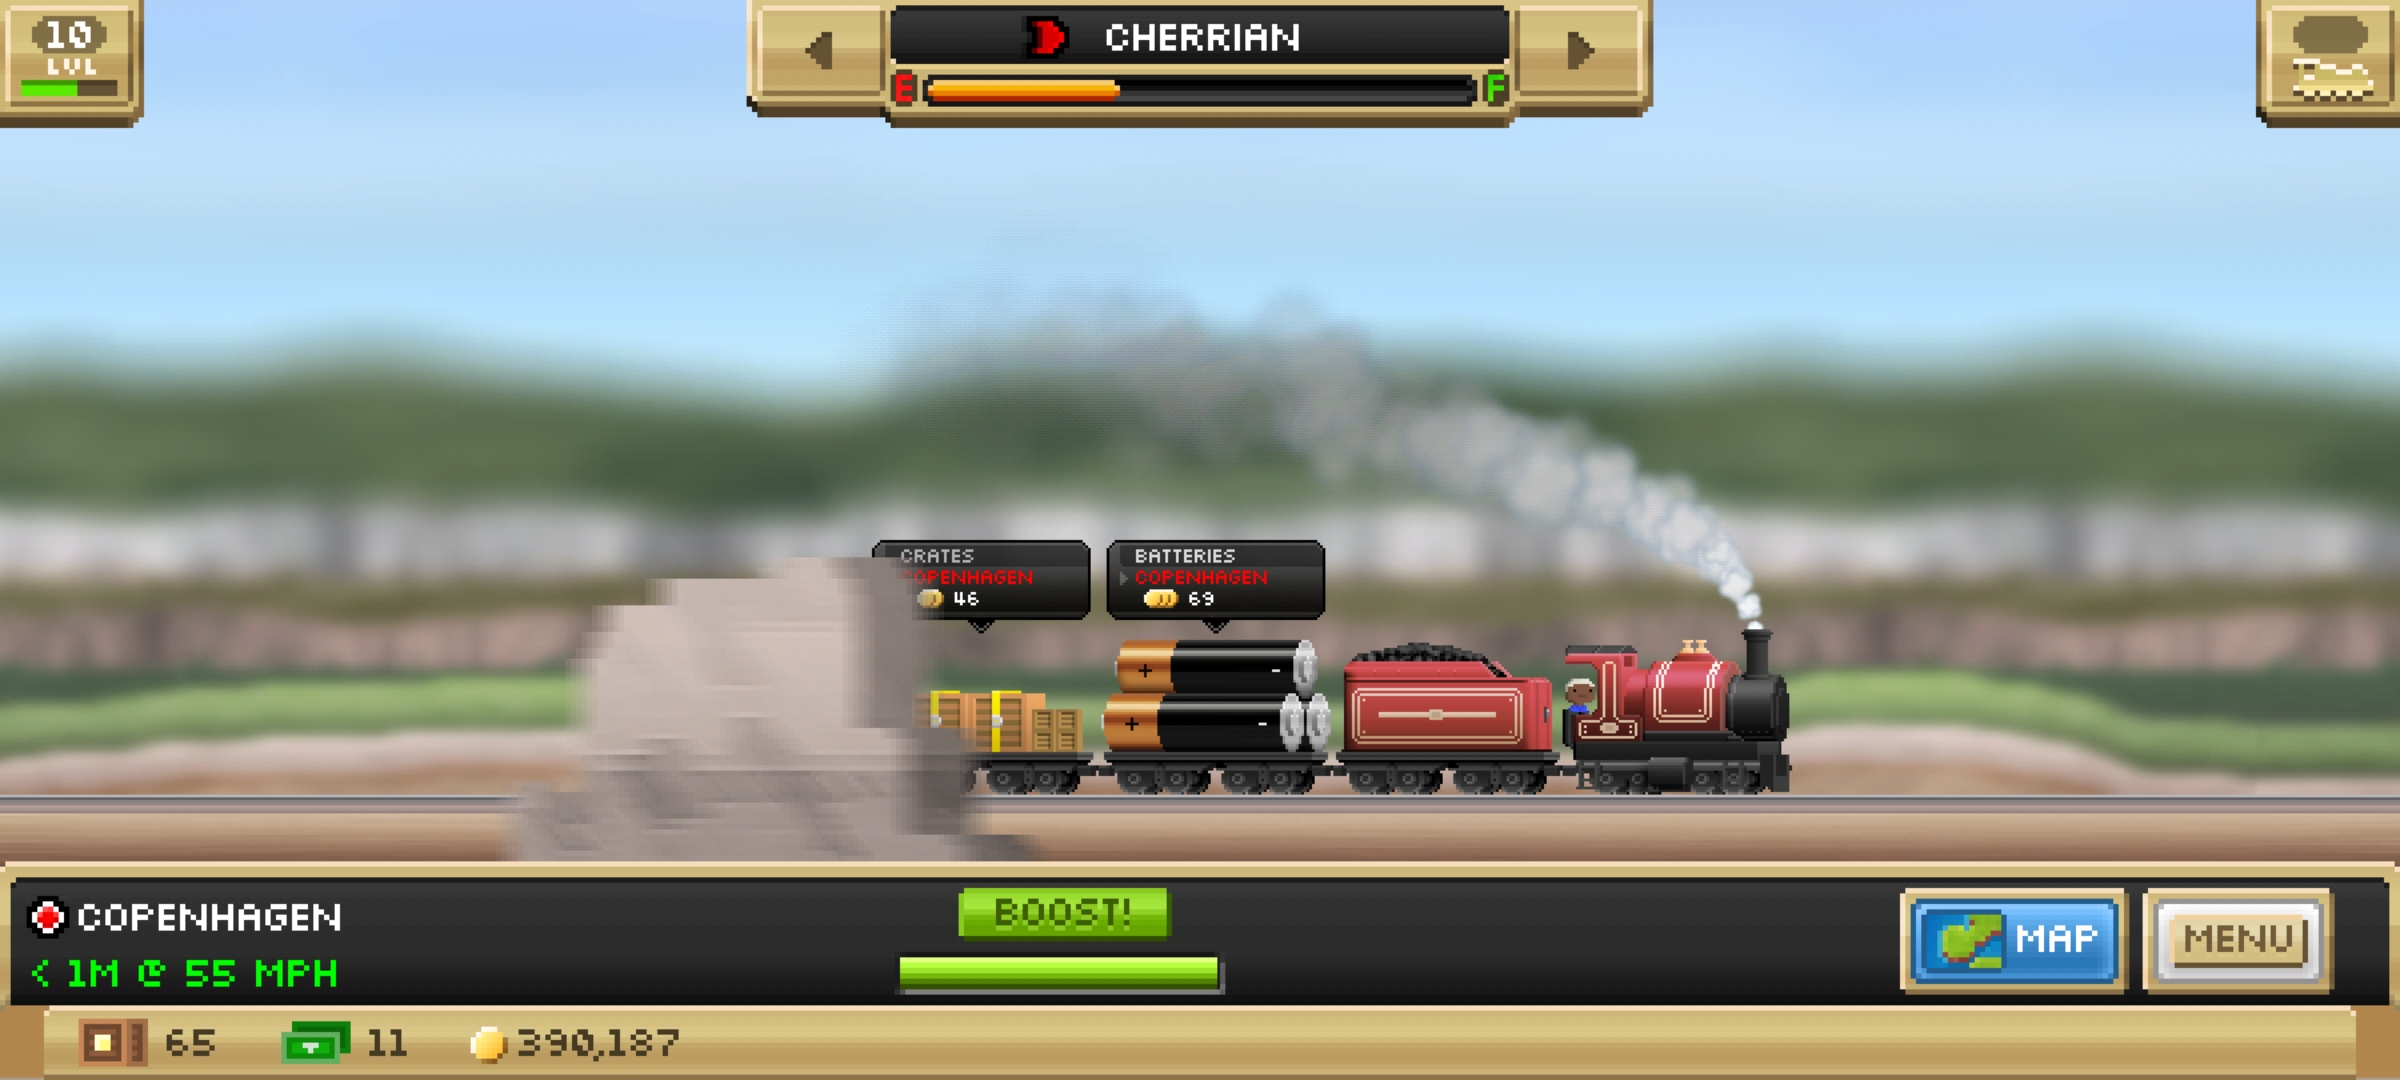 10
LVL
CHERRIAN
E F
CRATES
COPENHAGEN
46
BATTERIES
COPENHAGEN
69
+ -
+ -
COPENHAGEN
< 1M @ 55 MPH
BOOST!
MAP
MENU
65
11
390,187